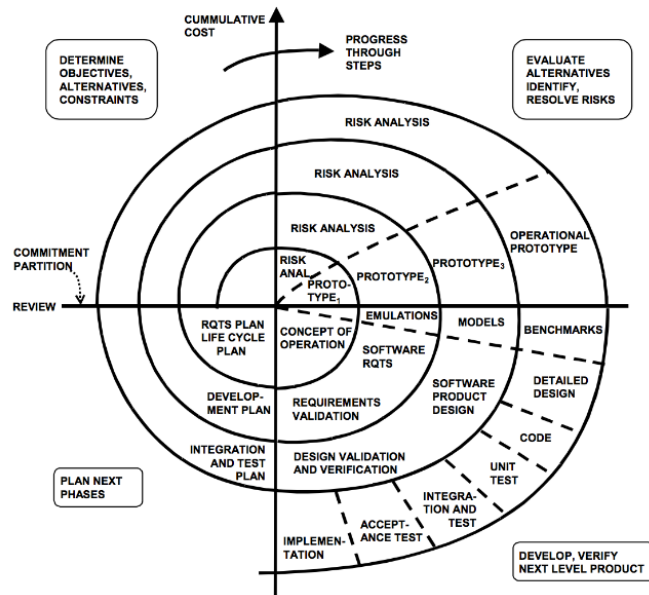 CUMMULATIVE
COST
PROGRESS
THROUGH
STEPS
DETERMINE
OBJECTIVES,
ALTERNATIVES,
CONSTRAINTS
EVALUATE
ALTERNATIVES
IDENTIFY,
RESOLVE RISKS
RISK ANALYSIS
RISK ANALYSIS
RISK ANALYSIS
RISK
ANAL.
COMMITMENT
PARTITION
REVIEW
PROTO-
TYPE1
PROTOTYPE2
PROTOTYPE3
OPERATIONAL
PROTOTYPE
RQTS PLAN
LIFE CYCLE
PLAN
CONCEPT OF
OPERATION
EMULATIONS
MODELS
BENCHMARKS
SOFTWARE
RQTS
SOFTWARE
PRODUCT
DESIGN
DETAILED
DESIGN
DEVELOP-
MENT PLAN
REQUIREMENTS
VALIDATION
CODE
INTEGRATION
AND TEST
PLAN
DESIGN VALIDATION
AND VERIFICATION
UNIT
TEST
INTEGRA-
TION AND
TEST
ACCEPT-
ANCE TEST
IMPLEMEN-
TATION
PLAN NEXT
PHASES
DEVELOP, VERIFY
NEXT LEVEL PRODUCT